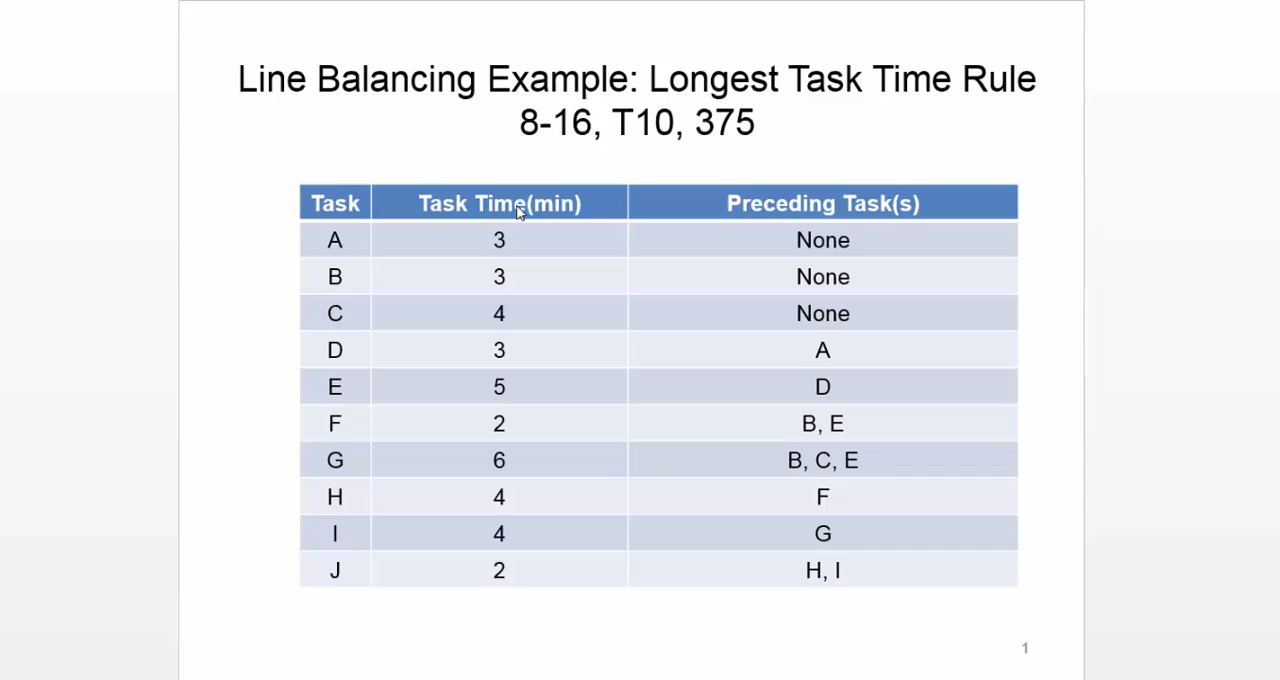 Line Balancing Example: Longest Task Time Rule
8-16, T10, 375
Task Task Time(min) Preceding Task(s)
A 3 None
B 3 None
C 4 None
D 3 A
E 5 D
F 2 B, E
G 6 B, C, E
H 4 F
I 4 G
J 2 H, I
1